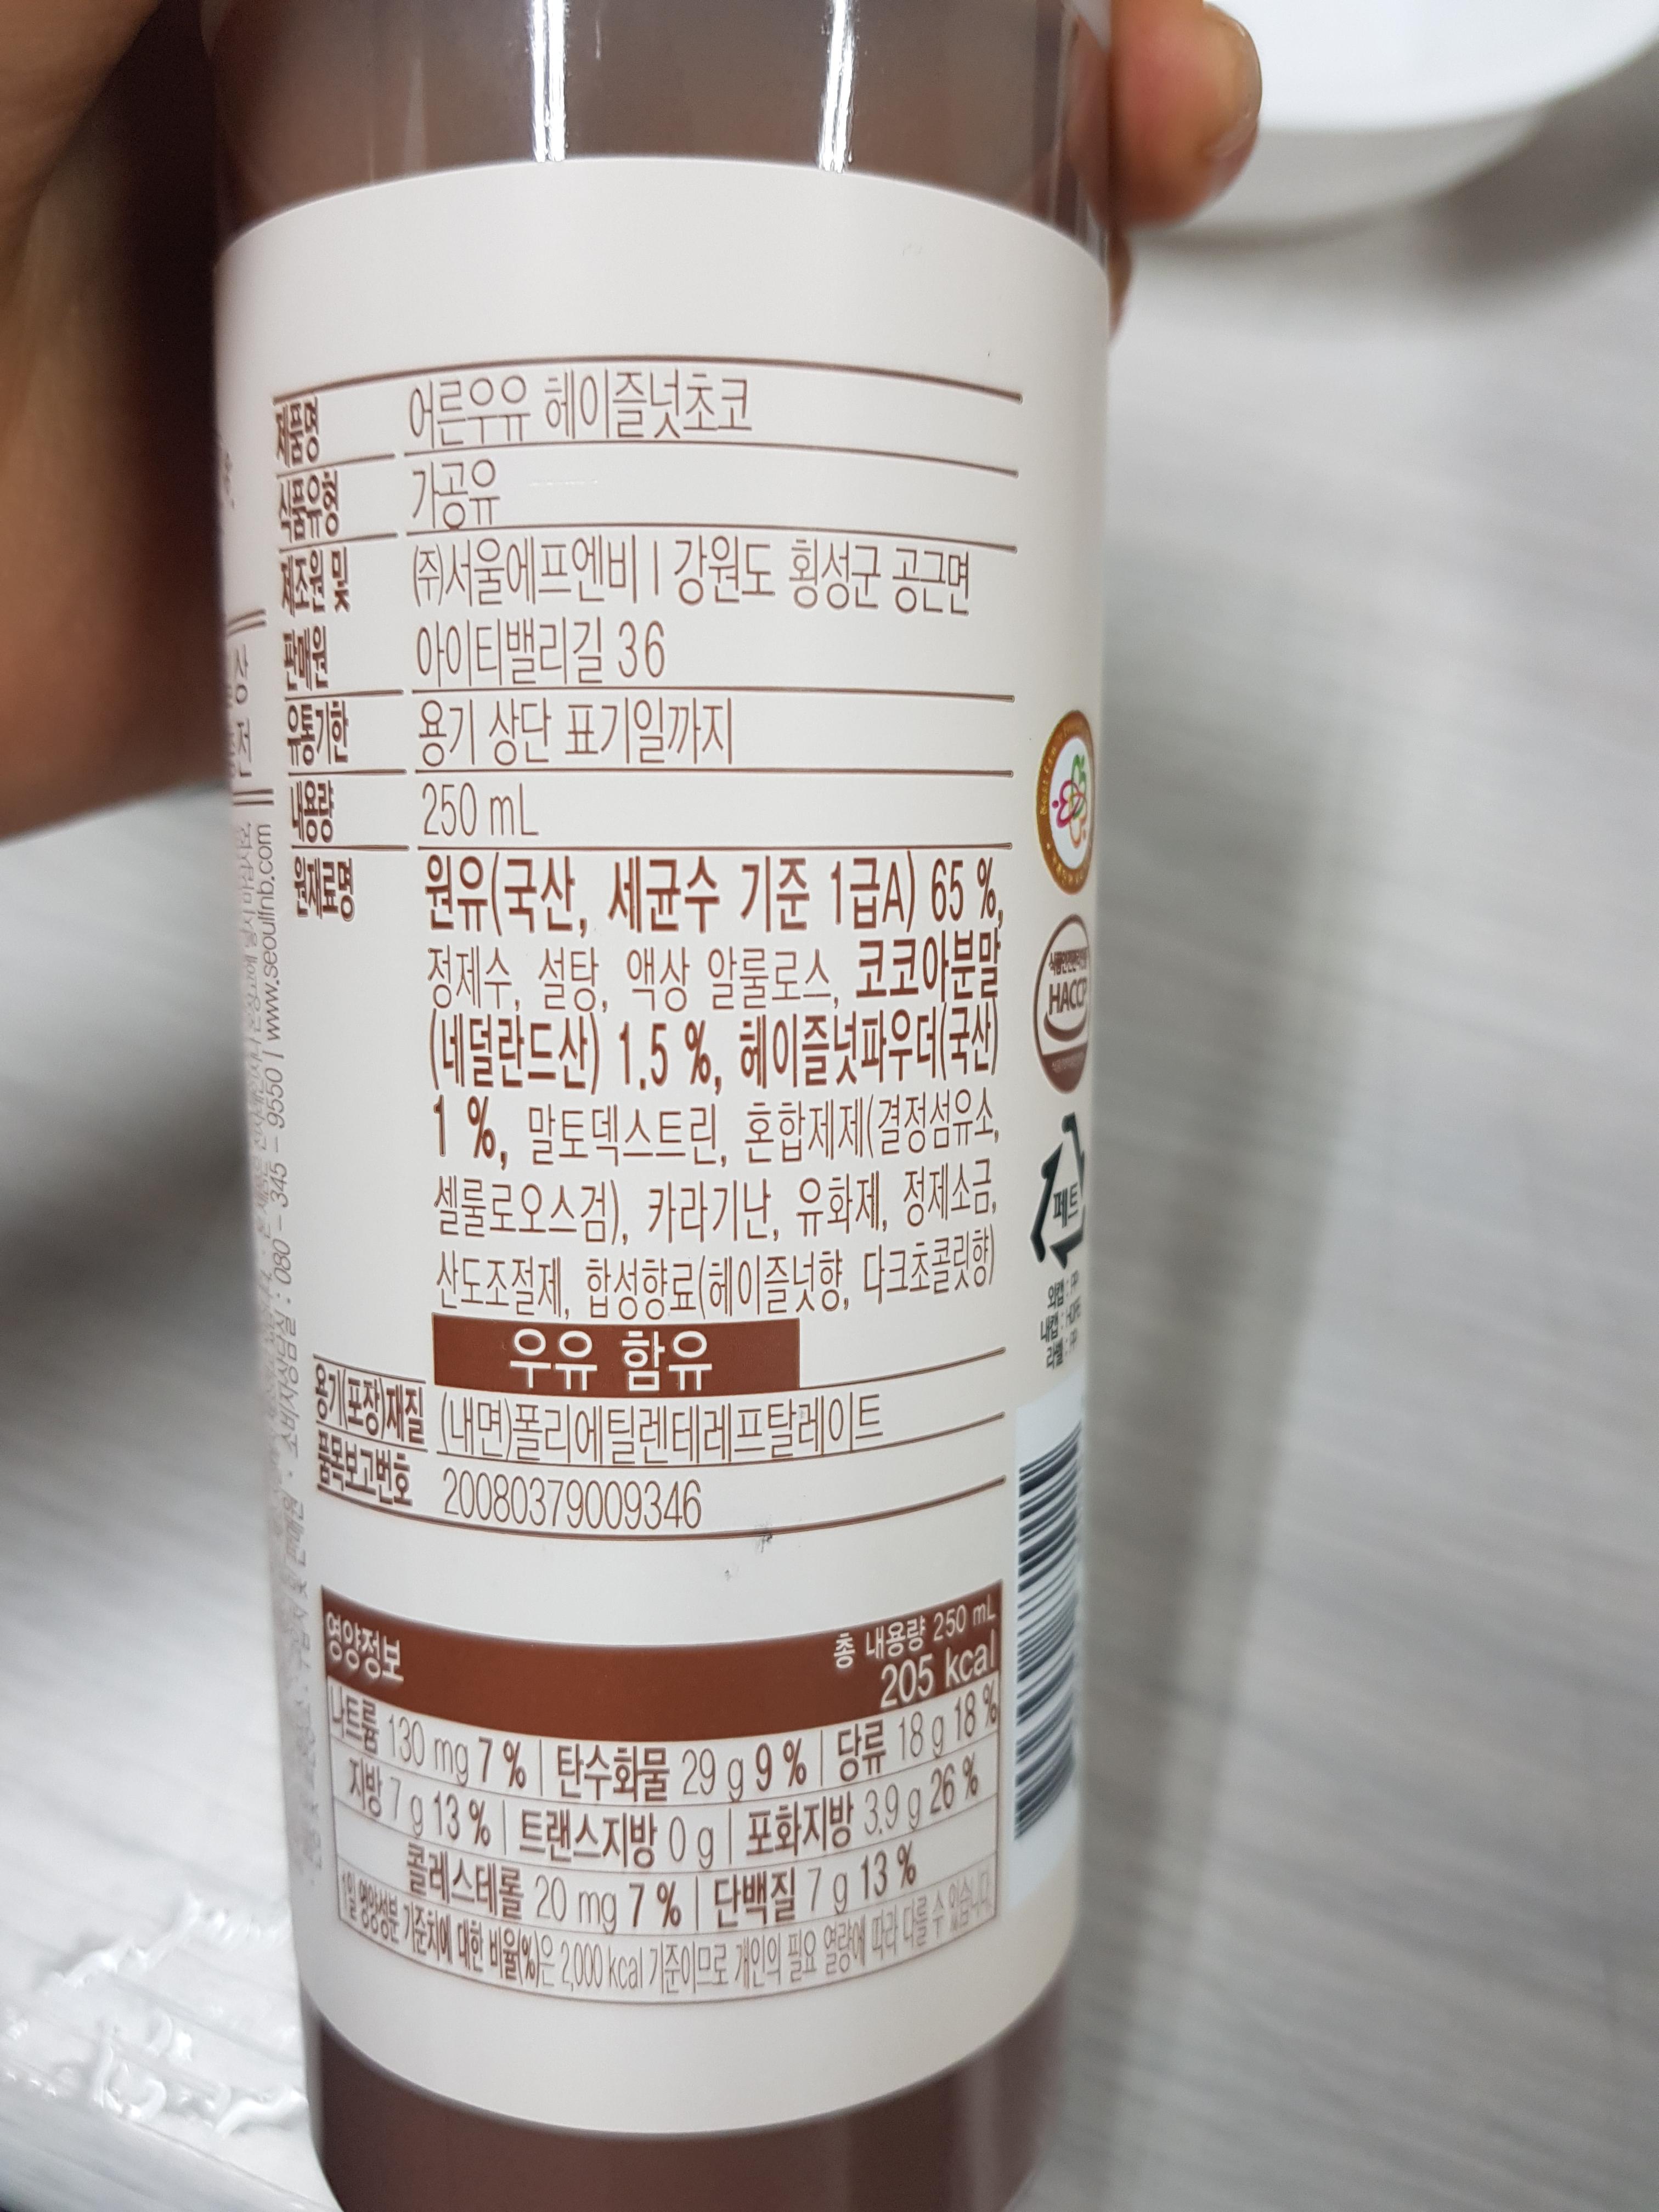 제품명 어른우유 헤이즐넛초코
식품유형 가공유
제조원 및 (주)서울에프엔비 | 강원도 횡성군 공근면
판매원 아이티밸리길 36
유통기한 용기 상단 표기일까지
내용량 250 mL
원재료명 원유(국산, 세균수 기준 1급A) 65 %,
정제수, 설탕, 액상 알룰로스, 코코아분말
(네덜란드산) 1.5 %, 헤이즐넛파우더(국산)
1 %, 말토덱스트린, 혼합제제(결정섬유소,
셀룰로오스검), 카라기난, 유화제, 정제소금,
산도조절제, 합성향료(헤이즐넛향, 다크초콜릿향)
우유 함유
용기(포장)재질 (내면)폴리에틸렌테레프탈레이트
품목보고번호 20080379009346
영양정보 총 내용량 250 mL
205 kcal
나트륨 130 mg 7 % | 탄수화물 29 g 9 % | 당류 18 g 18 %
지방 7 g 13 % | 트랜스지방 0 g | 포화지방 3.9 g 26 %
콜레스테롤 20 mg 7 % | 단백질 7 g 13 %
1일 영양성분 기준치에 대한 비율(%)은 2,000 kcal 기준이므로 개인의 필요 열량에 따라 다를 수 있습니다.
HACCP
페트
외캡 : PP
내캡 : HDPE
라벨 : PP
소비자상담실 : 080 - 345 - 9550 | www.seoulfnb.com